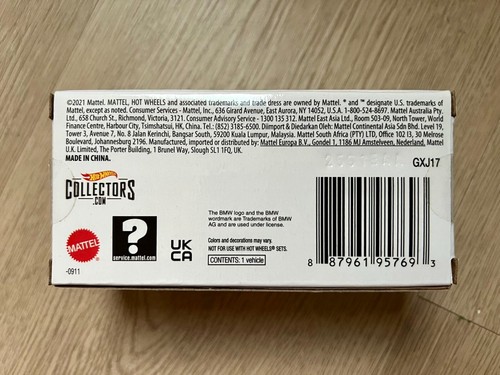 ©2021 Mattel. MATTEL, HOT WHEELS and associated trademarks and trade dress are owned by Mattel. ® and ™ designate U.S. trademarks of
Mattel, except as noted. Consumer Services - Mattel, Inc., 636 Girard Avenue, East Aurora, NY 14052, U.S.A. 1-800-524-8697. Mattel Australia Pty.
Ltd., 658 Church St., Richmond, Victoria, 3121. Consumer Advisory Service - 1300 135 312. Mattel East Asia Ltd., Room 503-09, North Tower, World
Finance Centre, Harbour City, Tsimshatsui, HK, China. Tel.: (852) 3185-6500. Diimport & Diedarkan Oleh: Mattel Continental Asia Sdn Bhd. Level 19,
Tower 3, Avenue 7, No. 8 Jalan Kerinchi, Bangsar South, 59200 Kuala Lumpur, Malaysia. Mattel South Africa (PTY) LTD, Office 102 I3, 30 Melrose
Boulevard, Johannesburg 2196. Manufactured, imported or distributed by: Mattel Europa B.V., Gondel 1, 1186 MJ Amstelveen, Nederland, Mattel
U.K. Limited, The Porter Building, 1 Brunel Way, Slough SL1 1FQ, UK.
MADE IN CHINA.
GXJ17
Hot Wheels
COLLECTORS
.COM
MATTEL
?
service.mattel.com
UK
CA
The BMW logo and the BMW
wordmark are Trademarks of BMW
AG and are used under license.
Colors and decorations may vary.
NOT FOR USE WITH HOT WHEELS® SETS.
CONTENTS: 1 vehicle
-0911
8 87961 95769 3